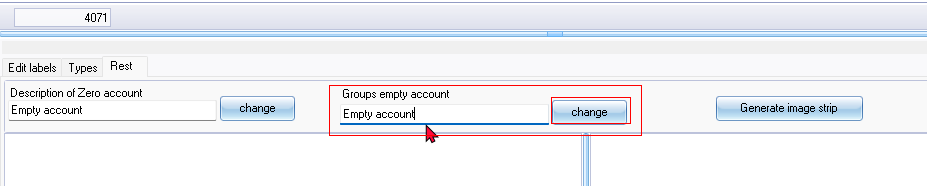 4071
Edit labels Types Rest
Description of Zero account Groups empty account
Empty account change Empty account change Generate image strip